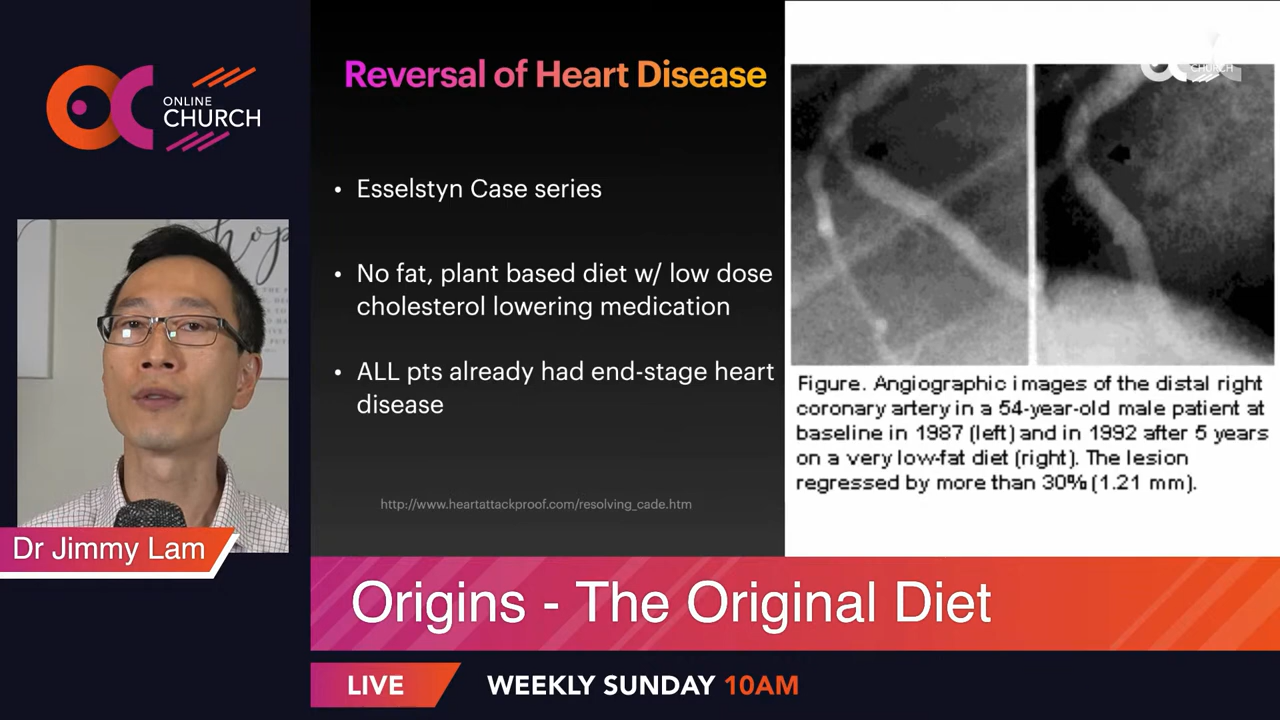 ONLINE
CHURCH
Dr Jimmy Lam
Reversal of Heart Disease
• Esselstyn Case series
• No fat, plant based diet w/ low dose
cholesterol lowering medication
• ALL pts already had end-stage heart
disease
http://www.heartattackproof.com/resolving_cade.htm
Figure. Angiographic images of the distal right
coronary artery in a 54-year-old male patient at
baseline in 1987 (left) and in 1992 after 5 years
on a very low-fat diet (right). The lesion
regressed by more than 30% (1.21 mm).
Origins - The Original Diet
LIVE
WEEKLY SUNDAY 10AM